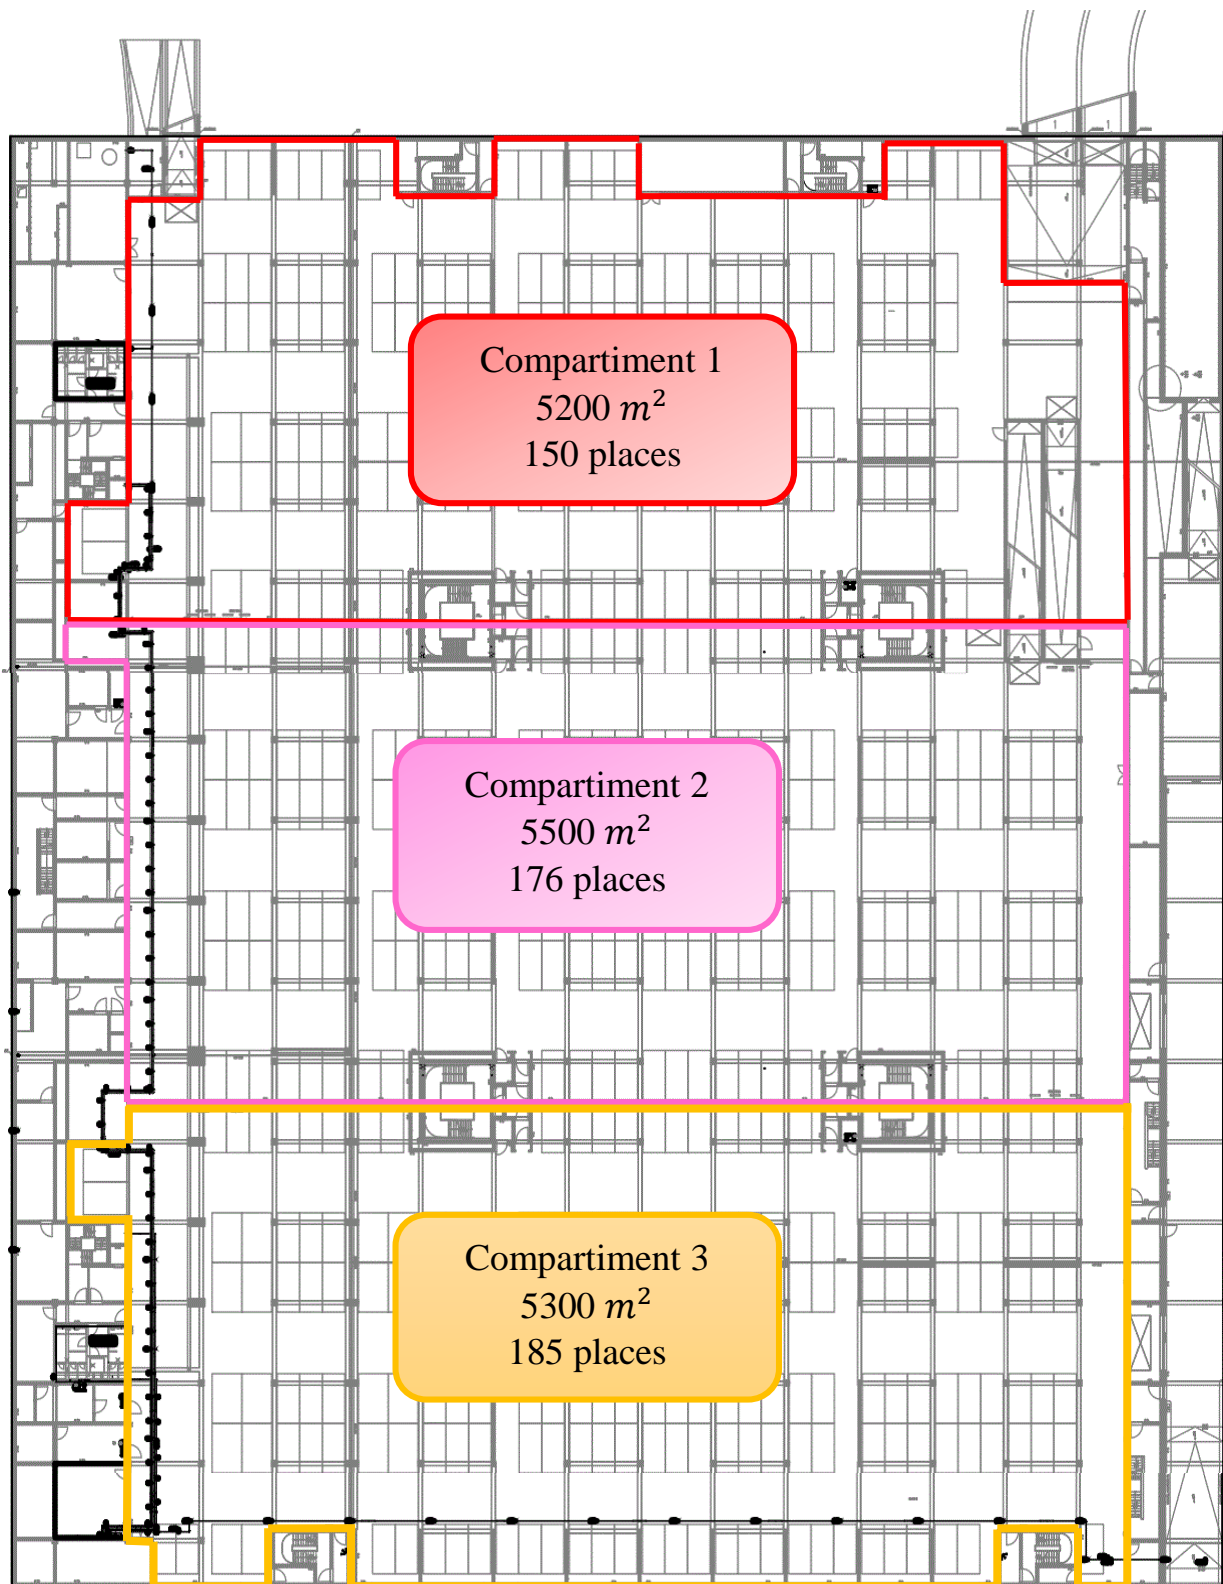 Compartiment 1
5200 m²
150 places
Compartiment 2
5500 m²
176 places
Compartiment 3
5300 m²
185 places